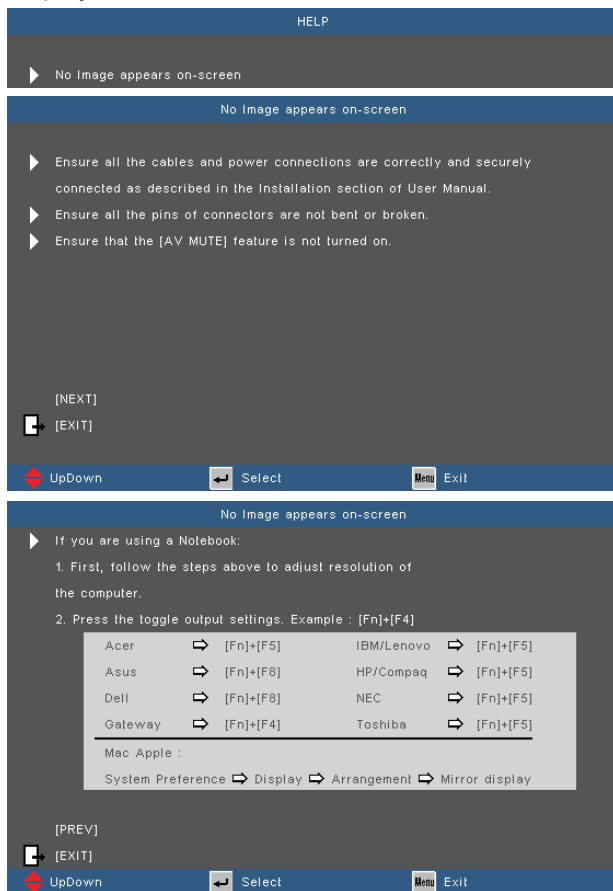 HELP
No Image appears on-screen
No Image appears on-screen
Ensure all the cables and power connections are correctly and securely
connected as described in the Installation section of User Manual.
Ensure all the pins of connectors are not bent or broken.
Ensure that the [AV MUTE] feature is not turned on.
[NEXT]
[EXIT]
UpDown Select Menu Exit
No Image appears on-screen
If you are using a Notebook:
1. First, follow the steps above to adjust resolution of
the computer.
2. Press the toggle output settings. Example : [Fn]+[F4]
Acer ⇨ [Fn]+[F5] IBM/Lenovo ⇨ [Fn]+[F5]
Asus ⇨ [Fn]+[F8] HP/Compaq ⇨ [Fn]+[F5]
Dell ⇨ [Fn]+[F8] NEC ⇨ [Fn]+[F5]
Gateway ⇨ [Fn]+[F4] Toshiba ⇨ [Fn]+[F5]
Mac Apple :
System Preference ⇨ Display ⇨ Arrangement ⇨ Mirror display
[PREV]
[EXIT]
UpDown Select Menu Exit